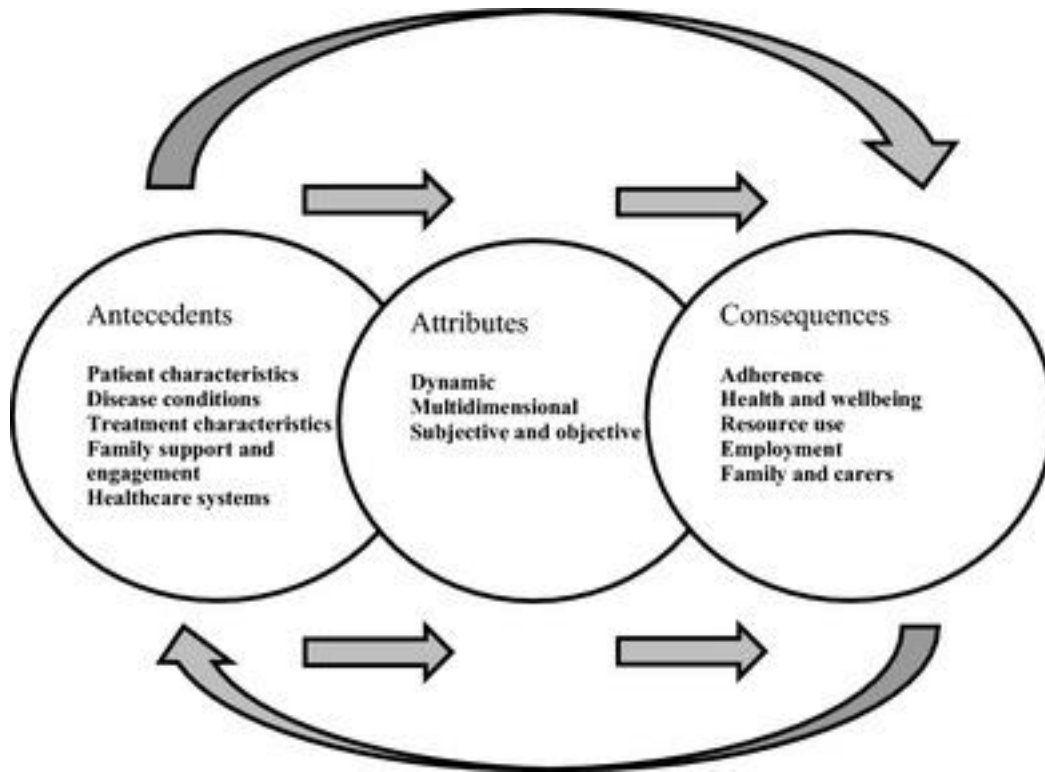 Antecedents
Patient characteristics
Disease conditions
Treatment characteristics
Family support and
engagement
Healthcare systems
Attributes
Dynamic
Multidimensional
Subjective and objective
Consequences
Adherence
Health and wellbeing
Resource use
Employment
Family and carers